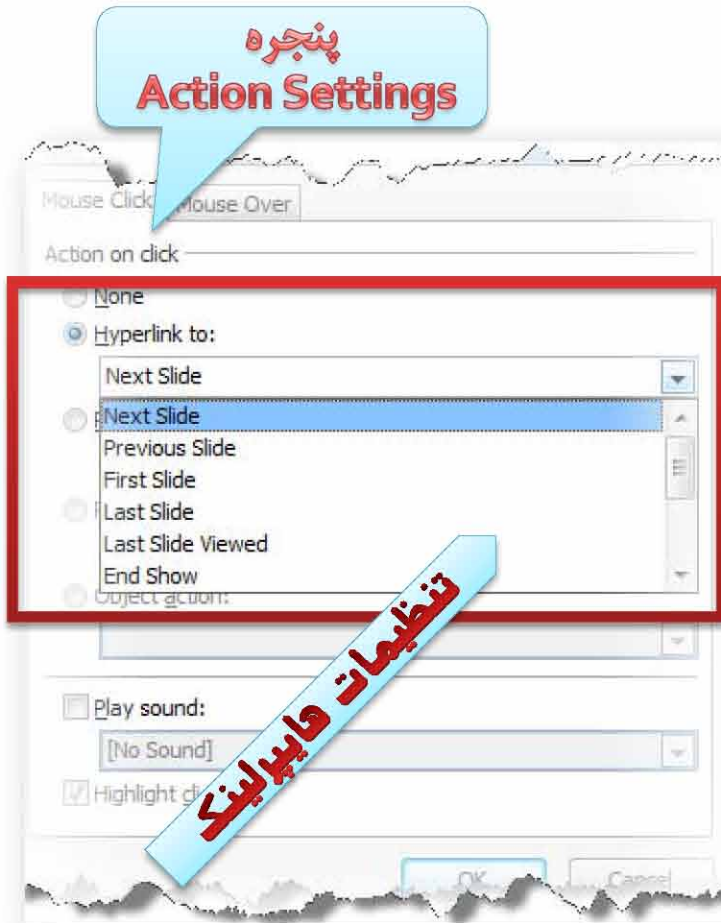 پنجره
Action Settings
Mouse Click
Mouse Over
Action on click
None
Hyperlink to:
Next Slide
Next Slide
Previous Slide
First Slide
Last Slide
Last Slide Viewed
End Show
Object action:
تنظیمات هایپرلینک
Play sound:
[No Sound]
Highlight
OK
Cancel